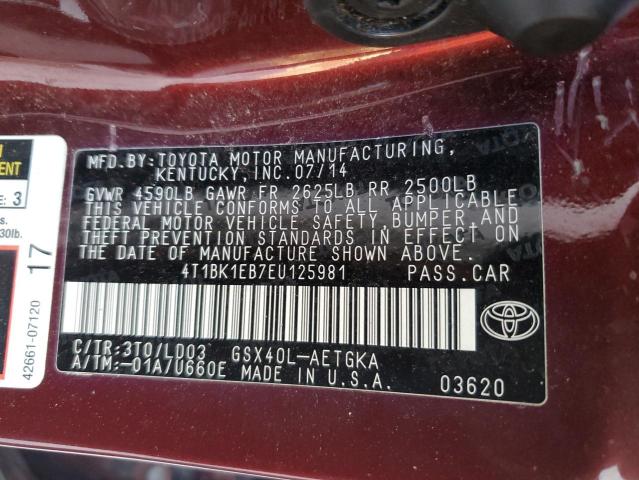 MFD.BY:TOYOTA MOTOR MANUFACTURING,
KENTUCKY, INC.07/14
GVWR 4590LB GAWR FR 2625LB RR 2500LB
THIS VEHICLE CONFORMS TO ALL APPLICABLE
FEDERAL MOTOR VEHICLE SAFETY, BUMPER AND
THEFT PREVENTION STANDARDS IN EFFECT ON
THE DATE OF MANUFACTURE SHOWN ABOVE.
4T1BK1EB7EU125981 PASS.CAR
C/TR:3T0/LD03 GSX40L-AETGKA
A/TM:-01A/U660E MADE IN U.S.A. 03620
3
30lb.
17
42661-07120